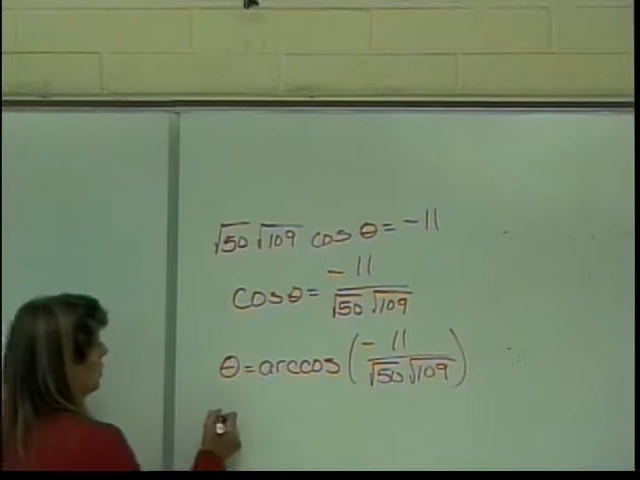 √50 √109 cos θ = -11
cos θ = -11 / √50 √109
θ = arccos ( -11 / √50 √109 )